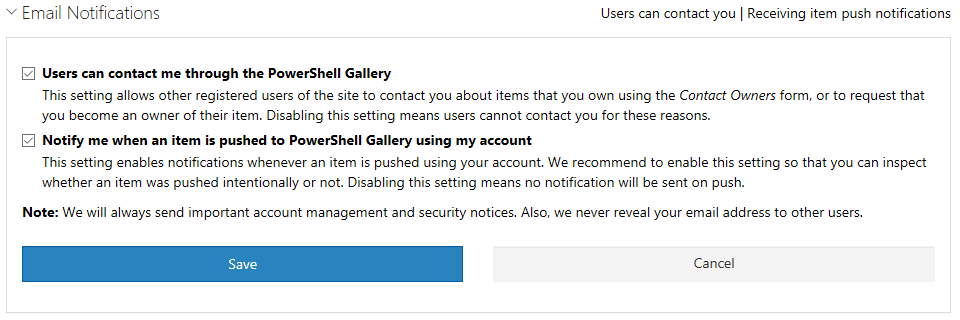 Email Notifications
Users can contact you | Receiving item push notifications
Users can contact me through the PowerShell Gallery
This setting allows other registered users of the site to contact you about items that you own using the Contact Owners form, or to request that
you become an owner of their item. Disabling this setting means users cannot contact you for these reasons.
Notify me when an item is pushed to PowerShell Gallery using my account
This setting enables notifications whenever an item is pushed using your account. We recommend to enable this setting so that you can inspect
whether an item was pushed intentionally or not. Disabling this setting means no notification will be sent on push.
Note: We will always send important account management and security notices. Also, we never reveal your email address to other users.
Save
Cancel